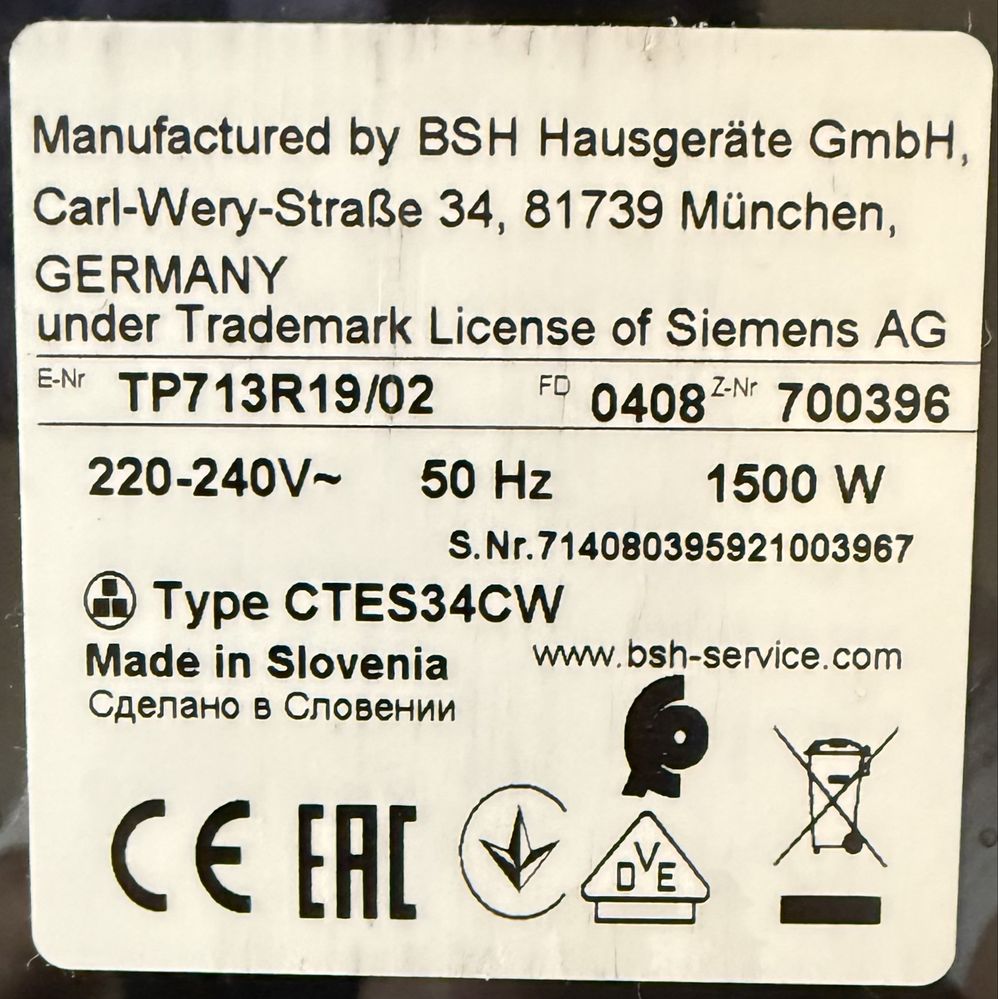 Manufactured by BSH Hausgeräte GmbH,
Carl-Wery-Straße 34, 81739 München,
GERMANY
under Trademark License of Siemens AG
E-Nr TP713R19/02 FD 0408 Z-Nr 700396
220-240V~ 50 Hz 1500 W
S.Nr.714080395921003967
Type CTES34CW
Made in Slovenia www.bsh-service.com
Сделано в Словении
CE EAC DVE